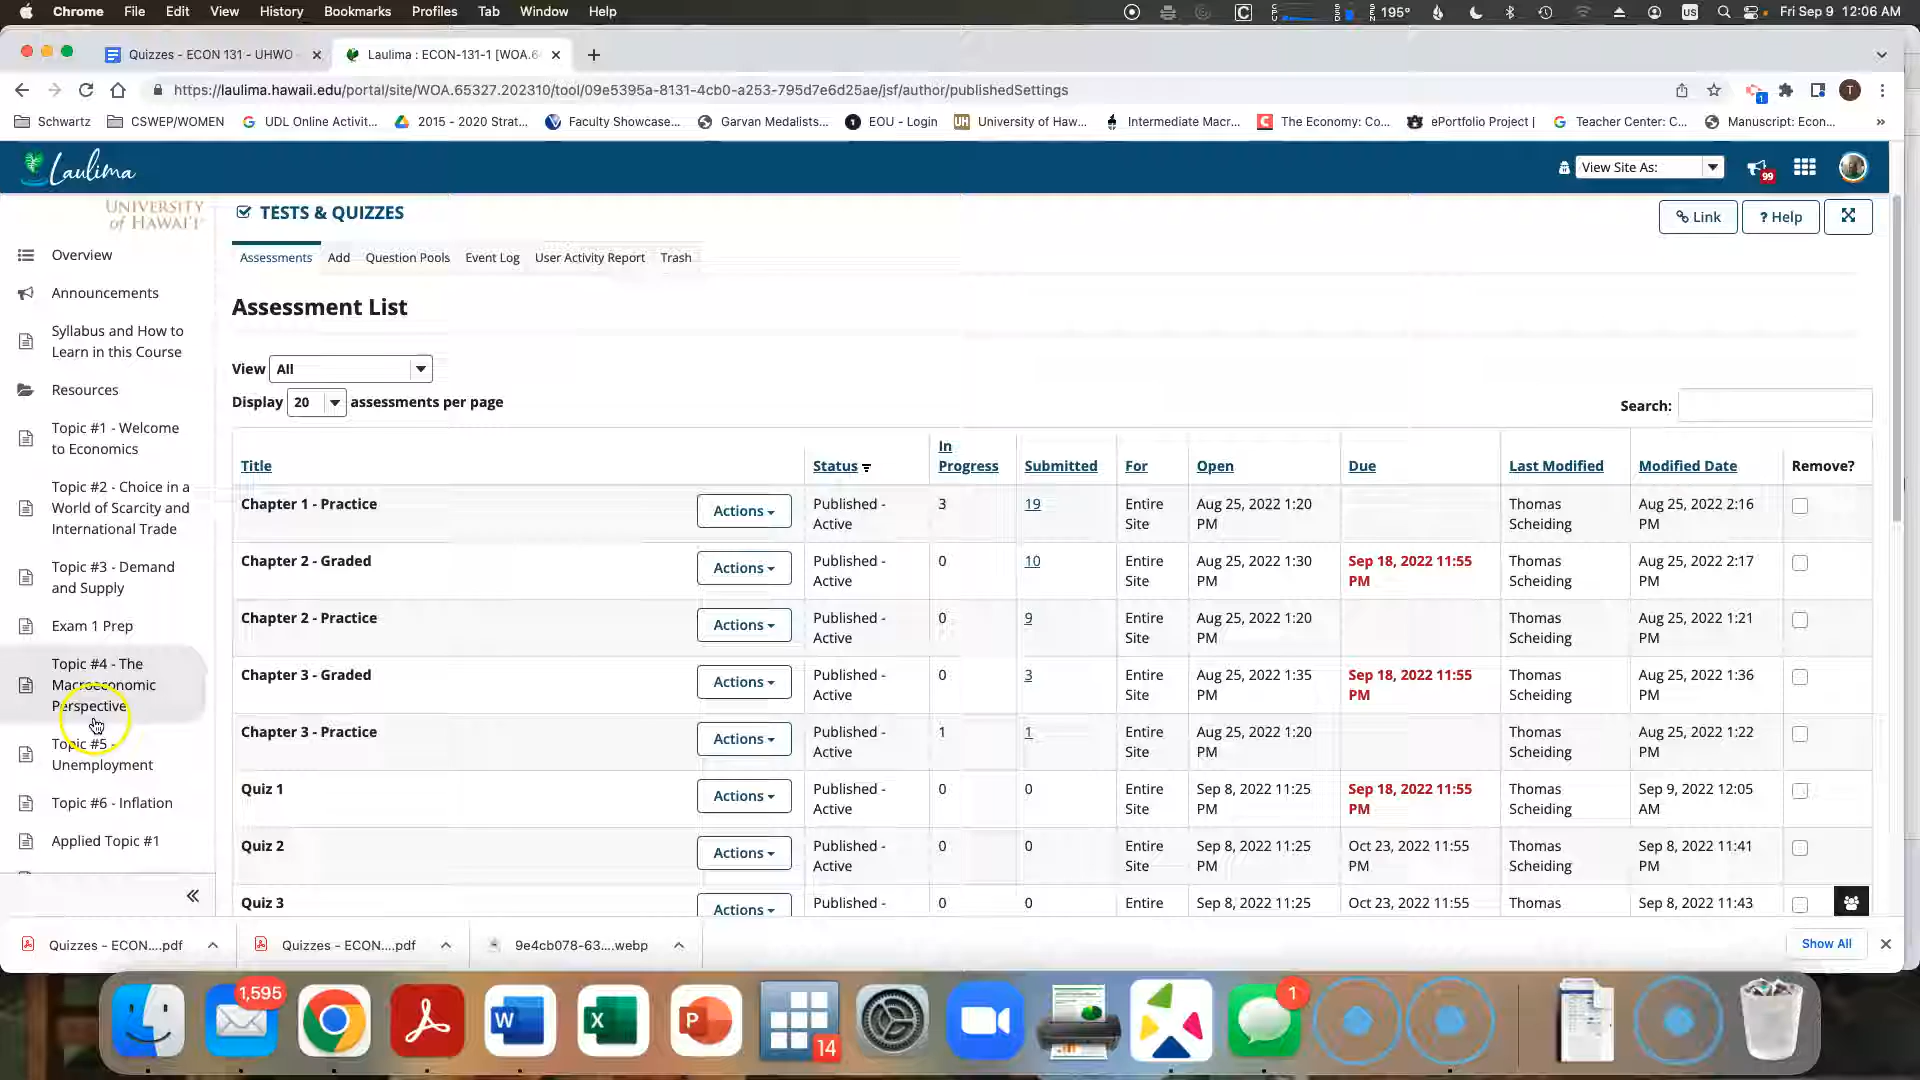 Chrome File Edit View History Bookmarks Profiles Tab Window Help
195° US Fri Sep 9 12:06 AM
Quizzes - ECON 131 - UHWO
Laulima : ECON-131-1 [WOA.6
https://laulima.hawaii.edu/portal/site/WOA.65327.202310/tool/09e5395a-8131-4cb0-a253-795d7e6d25ae/jsf/author/publishedSettings
1
T
Schwartz CSWEP/WOMEN UDL Online Activit... 2015 - 2020 Strat... Faculty Showcase... Garvan Medalists... EOU - Login University of Haw... Intermediate Macr... The Economy: Co... ePortfolio Project | Teacher Center: C... Manuscript: Econ... »
Laulima
View Site As:
99
UNIVERSITY
of HAWAI'I
Overview
Announcements
Syllabus and How to
Learn in this Course
Resources
Topic #1 - Welcome
to Economics
Topic #2 - Choice in a
World of Scarcity and
International Trade
Topic #3 - Demand
and Supply
Exam 1 Prep
Topic #4 - The
Macroeconomic
Perspective
Topic #5 -
Unemployment
Topic #6 - Inflation
Applied Topic #1
TESTS & QUIZZES
Link
? Help
Assessments Add Question Pools Event Log User Activity Report Trash
Assessment List
View All
Display 20 assessments per page
Search:
Title Status In Progress Submitted For Open Due Last Modified Modified Date Remove?
Chapter 1 - Practice Actions Published - Active 3 19 Entire Site Aug 25, 2022 1:20 PM Thomas Scheiding Aug 25, 2022 2:16 PM
Chapter 2 - Graded Actions Published - Active 0 10 Entire Site Aug 25, 2022 1:30 PM Sep 18, 2022 11:55 PM Thomas Scheiding Aug 25, 2022 2:17 PM
Chapter 2 - Practice Actions Published - Active 0 9 Entire Site Aug 25, 2022 1:20 PM Thomas Scheiding Aug 25, 2022 1:21 PM
Chapter 3 - Graded Actions Published - Active 0 3 Entire Site Aug 25, 2022 1:35 PM Sep 18, 2022 11:55 PM Thomas Scheiding Aug 25, 2022 1:36 PM
Chapter 3 - Practice Actions Published - Active 1 1 Entire Site Aug 25, 2022 1:20 PM Thomas Scheiding Aug 25, 2022 1:22 PM
Quiz 1 Actions Published - Active 0 0 Entire Site Sep 8, 2022 11:25 PM Sep 18, 2022 11:55 PM Thomas Scheiding Sep 9, 2022 12:05 AM
Quiz 2 Actions Published - Active 0 0 Entire Site Sep 8, 2022 11:25 PM Oct 23, 2022 11:55 PM Thomas Scheiding Sep 8, 2022 11:41 PM
Quiz 3 Actions Published - 0 0 Entire Sep 8, 2022 11:25 Oct 23, 2022 11:55 Thomas Sep 8, 2022 11:43
Quizzes - ECON....pdf
Quizzes - ECON....pdf
9e4cb078-63....webp
Show All
1,595
W
X
P
14
1